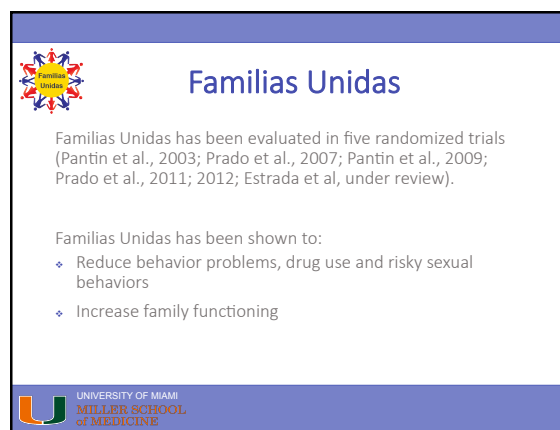 Familias
Unidas
Familias Unidas
Familias Unidas has been evaluated in five randomized trials
(Pantin et al., 2003; Prado et al., 2007; Pantin et al., 2009;
Prado et al., 2011; 2012; Estrada et al, under review).
Familias Unidas has been shown to:
❖ Reduce behavior problems, drug use and risky sexual
behaviors
❖ Increase family functioning
UNIVERSITY OF MIAMI
MILLER SCHOOL
of MEDICINE